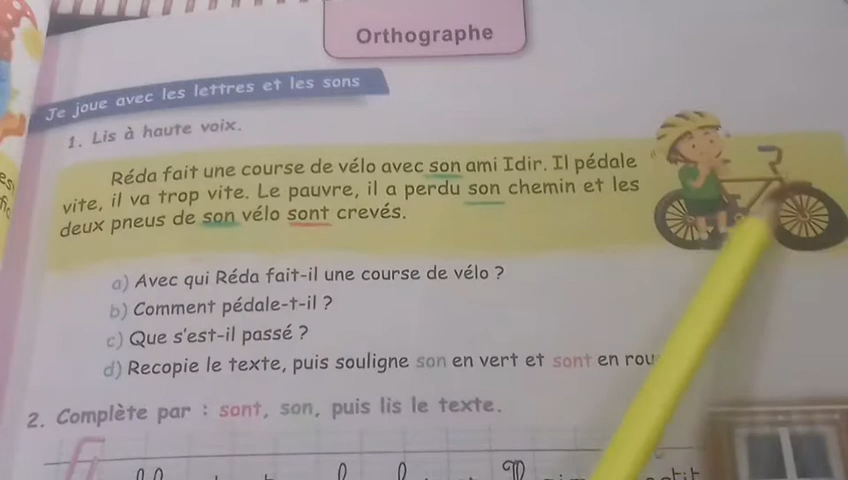 Orthographe
Je joue avec les lettres et les sons
1. Lis à haute voix.
Réda fait une course de vélo avec son ami Idir. Il pédale
vite, il va trop vite. Le pauvre, il a perdu son chemin et les
deux pneus de son vélo sont crevés.
a) Avec qui Réda fait-il une course de vélo ?
b) Comment pédale-t-il ?
c) Que s'est-il passé ?
d) Recopie le texte, puis souligne son en vert et sont en rou
2. Complète par : sont, son, puis lis le texte.